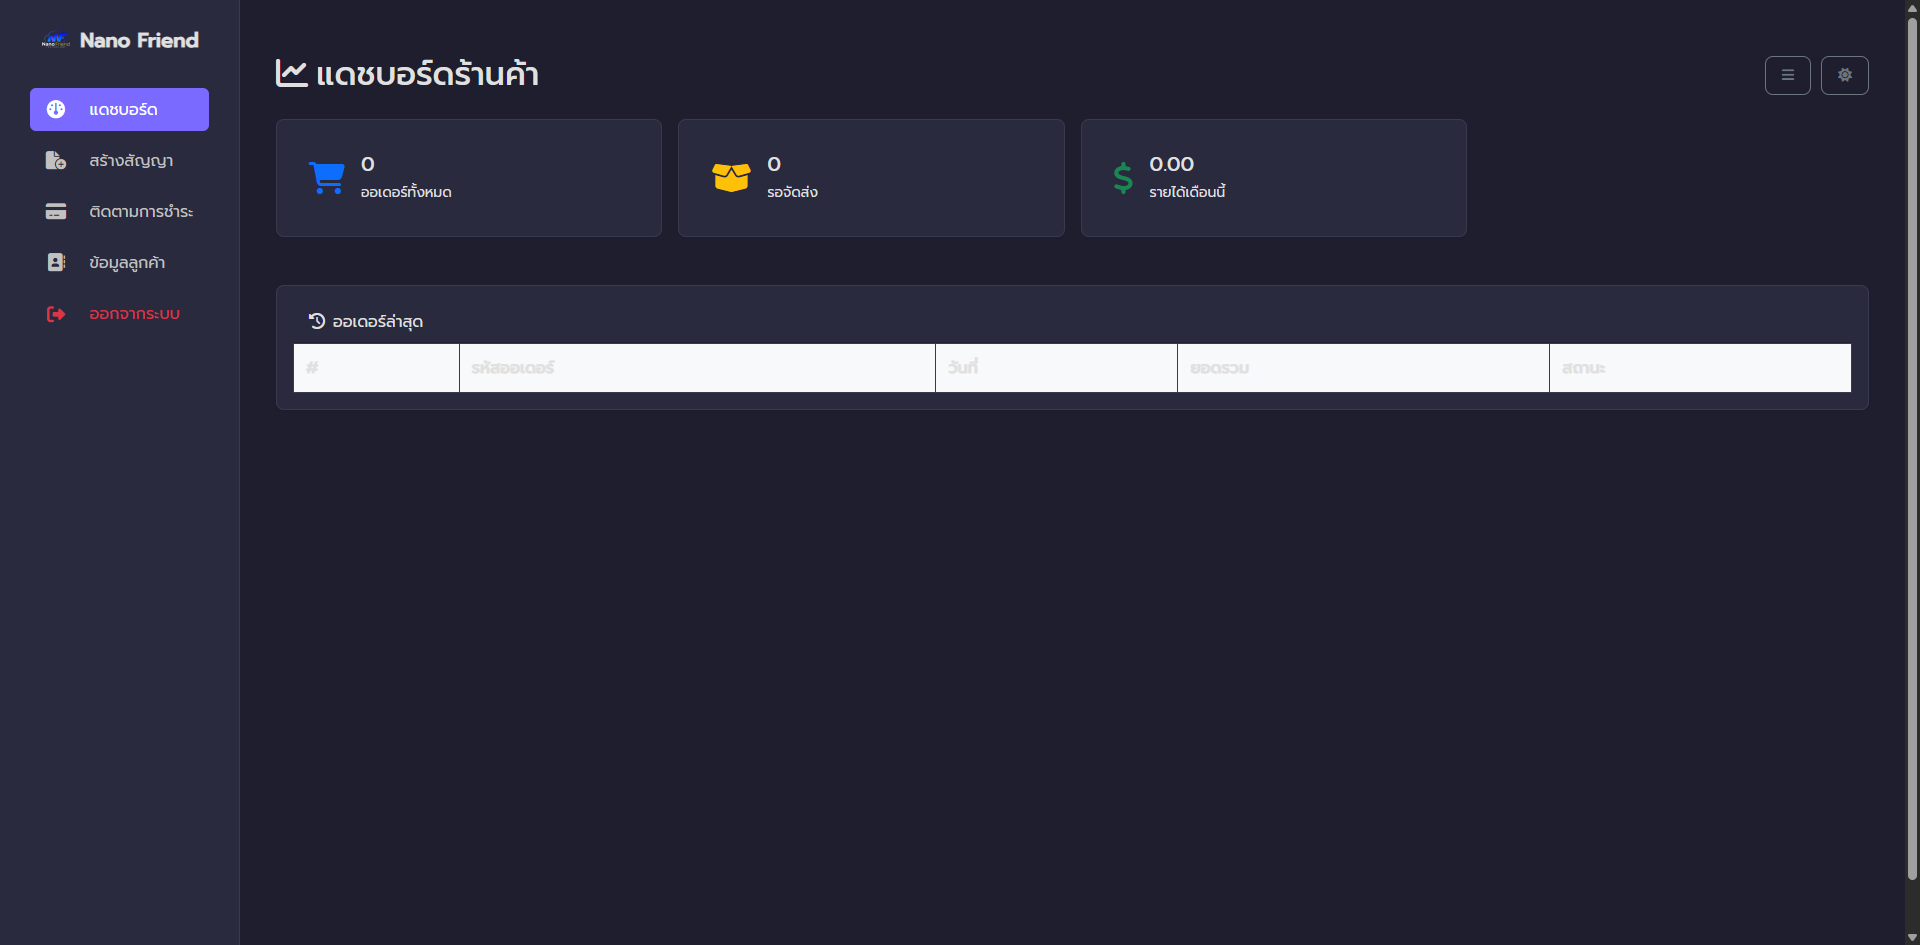 Nano Friend
แดชบอร์ด
สร้างสัญญา
ติดตามการชำระ
ข้อมูลลูกค้า
ออกจากระบบ
แดชบอร์ดร้านค้า
0
ออเดอร์ทั้งหมด
0
รอจัดส่ง
0.00
รายได้เดือนนี้
ออเดอร์ล่าสุด
# รหัสออเดอร์ วันที่ ยอดรวม สถานะ